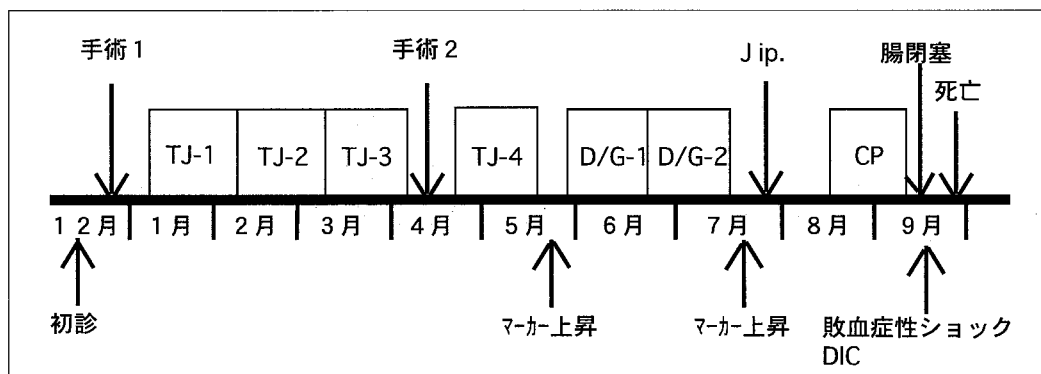 手術1
手術2
J ip.
腸閉塞
死亡
TJ-1
TJ-2
TJ-3
TJ-4
D/G-1
D/G-2
CP
12月
1月
2月
3月
4月
5月
6月
7月
8月
9月
初診
マーカー上昇
マーカー上昇
敗血症性ショック
DIC